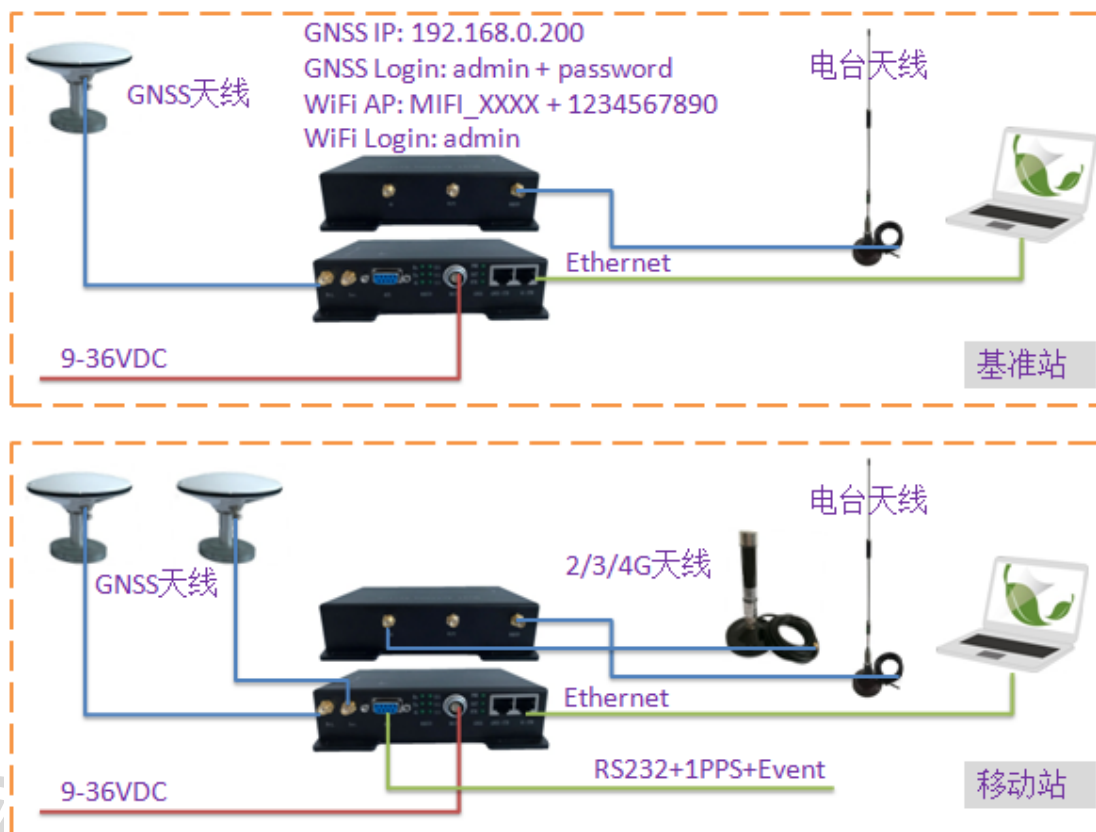 GNSS IP: 192.168.0.200
GNSS Login: admin + password
WiFi AP: MIFI_XXXX + 1234567890
WiFi Login: admin
GNSS天线
电台天线
Ethernet
9-36VDC
基准站
GNSS天线
2/3/4G天线
电台天线
Ethernet
RS232+1PPS+Event
9-36VDC
移动站